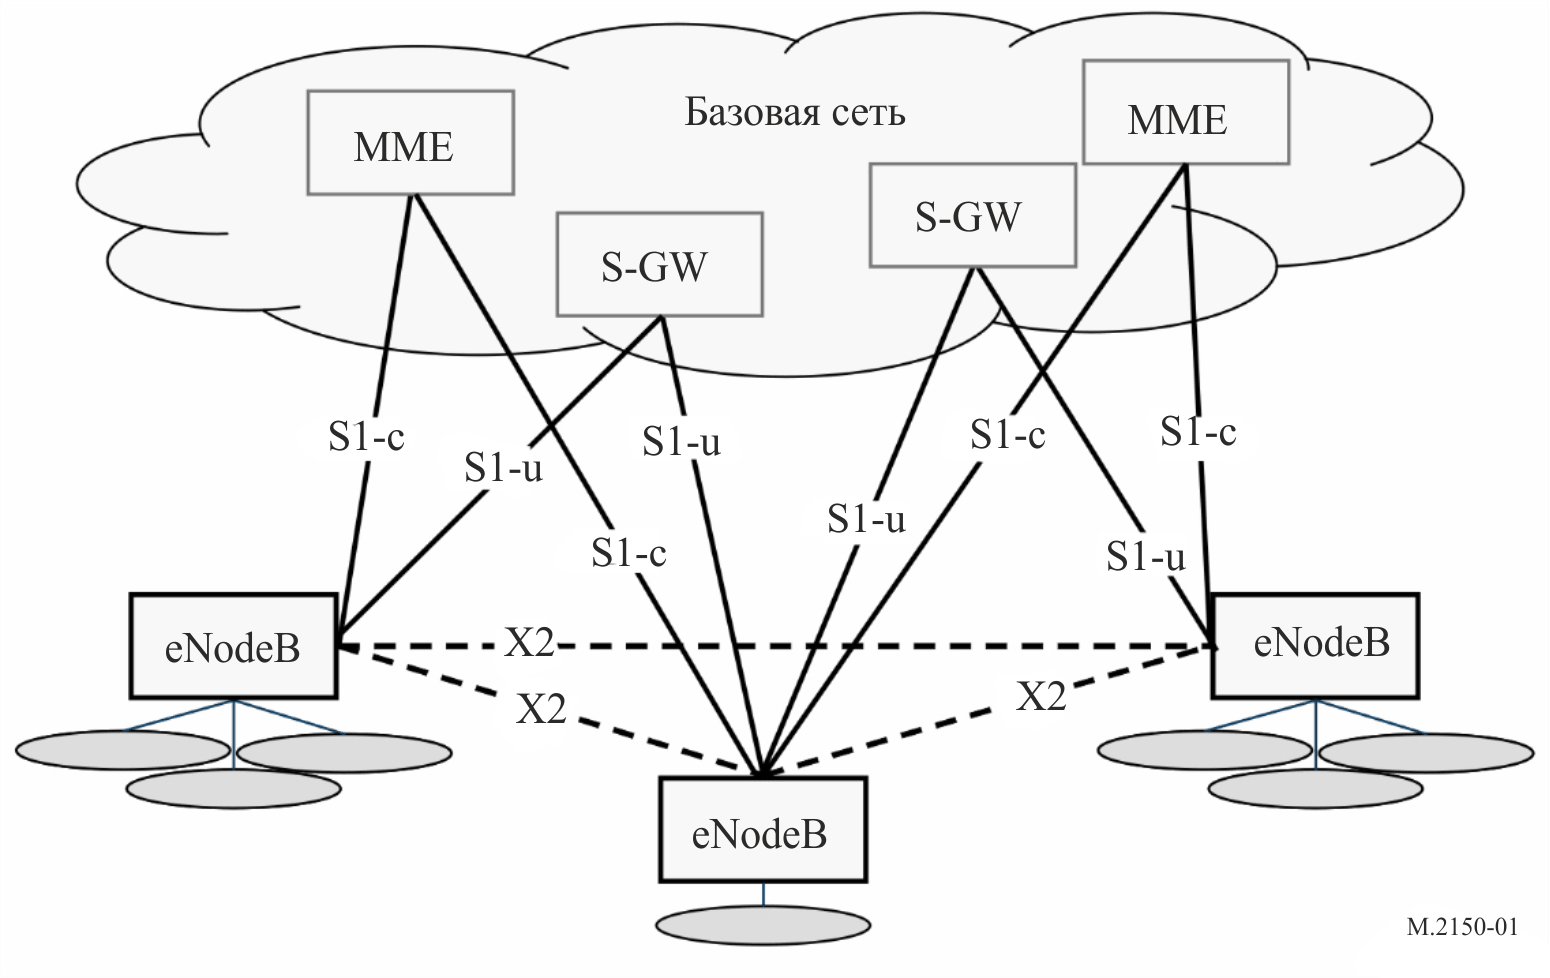 Базовая сеть
MME
MME
S-GW
S-GW
S1-c
S1-u
S1-u
S1-c
S1-c
S1-u
S1-c
S1-u
eNodeB
X2
eNodeB
X2
X2
eNodeB
M.2150-01